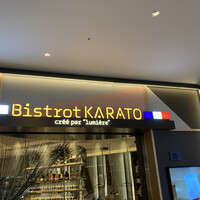 Bistrot KARATO
créé par "lumière"